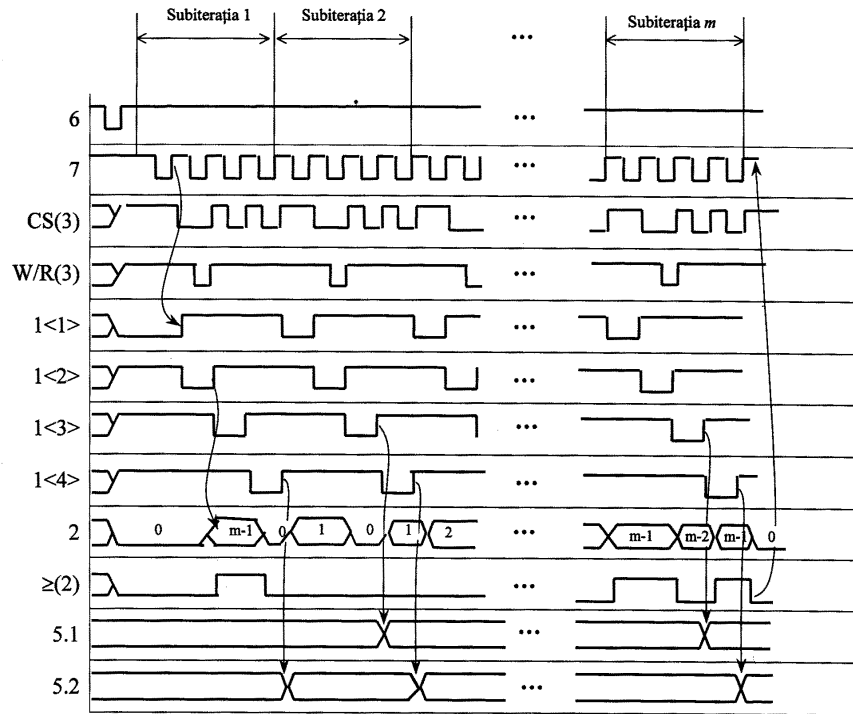 Subiterația 1 Subiterația 2 ... Subiterația m
6 ...
7 ...
CS(3) ...
W/R(3) ...
1<1> ...
1<2> ...
1<3> ...
1<4> ...
2 0 m-1 0 1 0 1 2 ... m-1 m-2 m-1 0
≥(2) ...
5.1 ...
5.2 ...